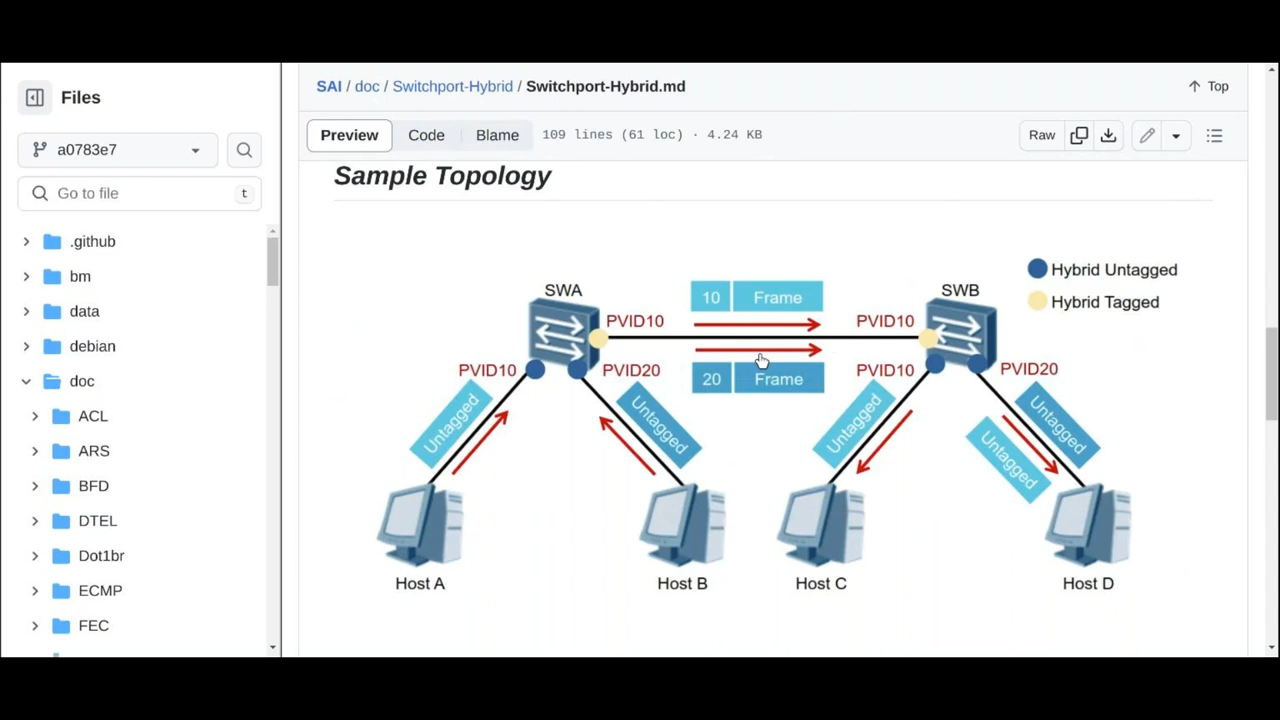 Files
a0783e7
Go to file
t
.github
bm
data
debian
doc
ACL
ARS
BFD
DTEL
Dot1br
ECMP
FEC
SAI / doc / Switchport-Hybrid / Switchport-Hybrid.md
Top
Preview Code Blame 109 lines (61 loc) · 4.24 KB
Raw
Sample Topology
Hybrid Untagged
Hybrid Tagged
SWA
10 Frame
SWB
PVID10
PVID10
PVID10
PVID20
20 Frame
PVID10
PVID20
Untagged
Untagged
Untagged
Untagged
Untagged
Host A
Host B
Host C
Host D